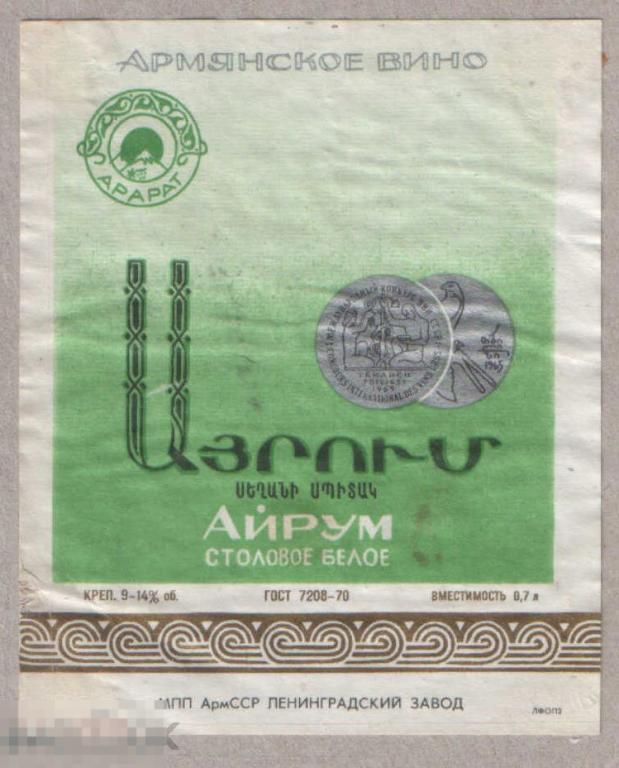 АРМЯНСКОЕ ВИНО
АРАРАТ
ԱՅՐՈՒՄ
ՍԵՂԱՆԻ ՍՊԻՏԱԿ
АЙРУМ
СТОЛОВОЕ БЕЛОЕ
КРЕП. 9-14% об. ГОСТ 7208-70 ВМЕСТИМОСТЬ 0,7 л
МПП АрмССР ЛЕНИНГРАДСКИЙ ЗАВОД
ЛФОП2